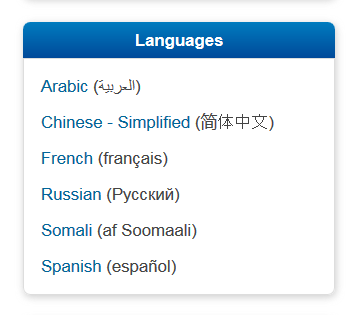 Languages
Arabic (العربية)
Chinese - Simplified (简体中文)
French (français)
Russian (Русский)
Somali (af Soomaali)
Spanish (español)